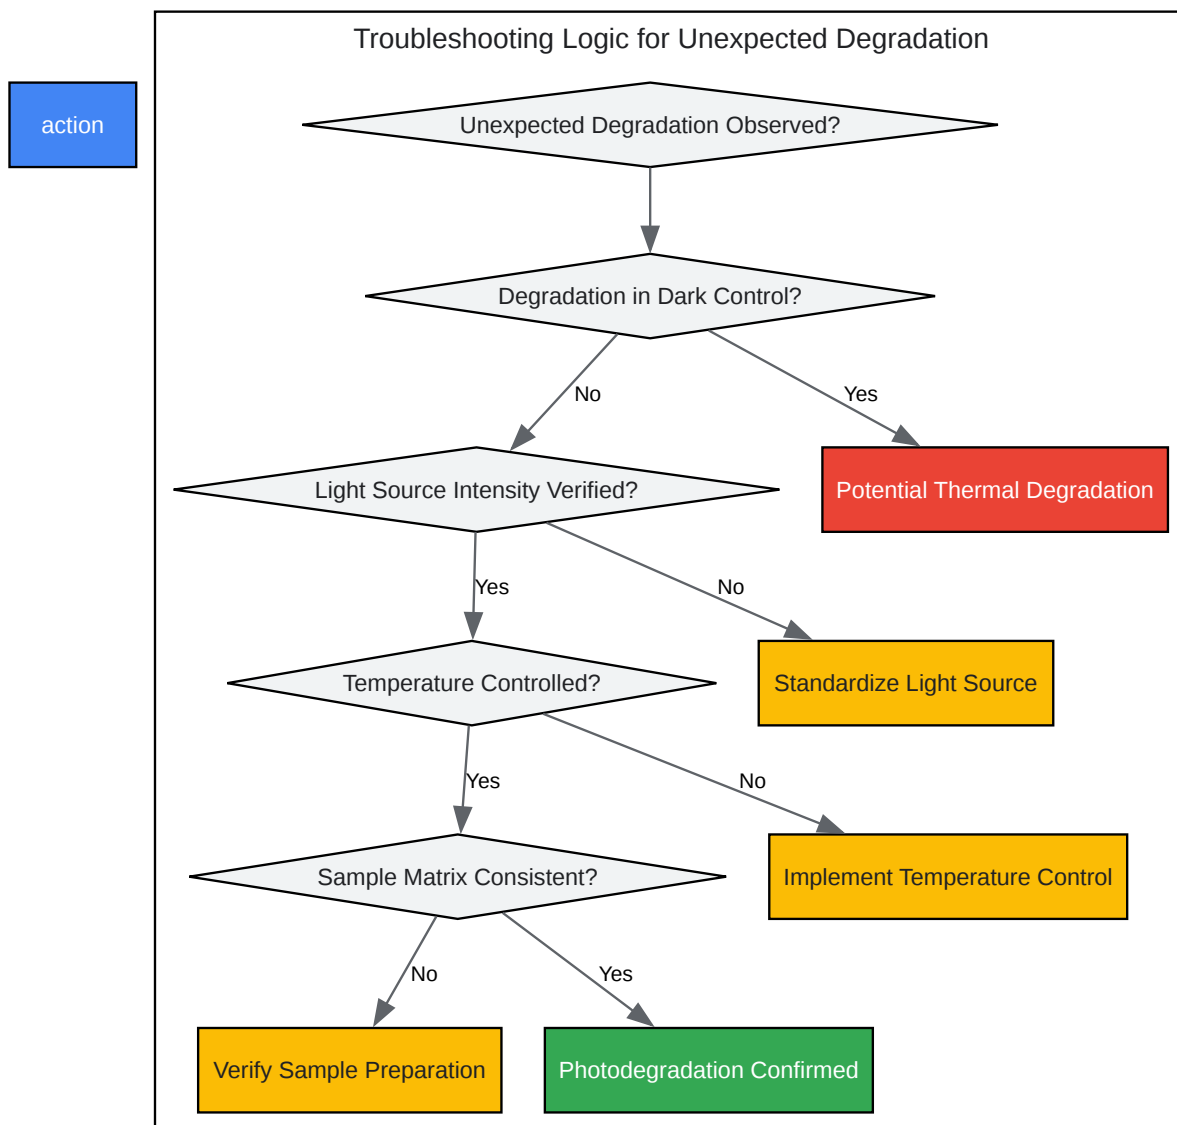 Troubleshooting Logic for Unexpected Degradation
action
Unexpected Degradation Observed?
Degradation in Dark Control?
No
Yes
Light Source Intensity Verified?
Potential Thermal Degradation
Yes
No
Temperature Controlled?
Standardize Light Source
Yes
No
Sample Matrix Consistent?
Implement Temperature Control
No
Yes
Verify Sample Preparation
Photodegradation Confirmed